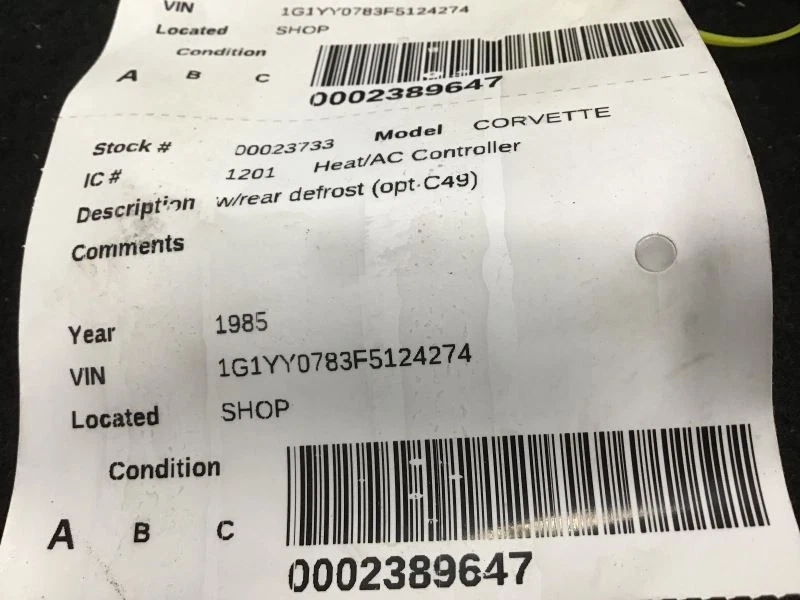 VIN 1G1YY0783F5124274
Located SHOP
Condition
A B C
0002389647
Stock # 00023733 Model CORVETTE
IC # 1201 Heat/AC Controller
Description w/rear defrost (opt C49)
Comments
Year 1985
VIN 1G1YY0783F5124274
Located SHOP
Condition
A B C
0002389647